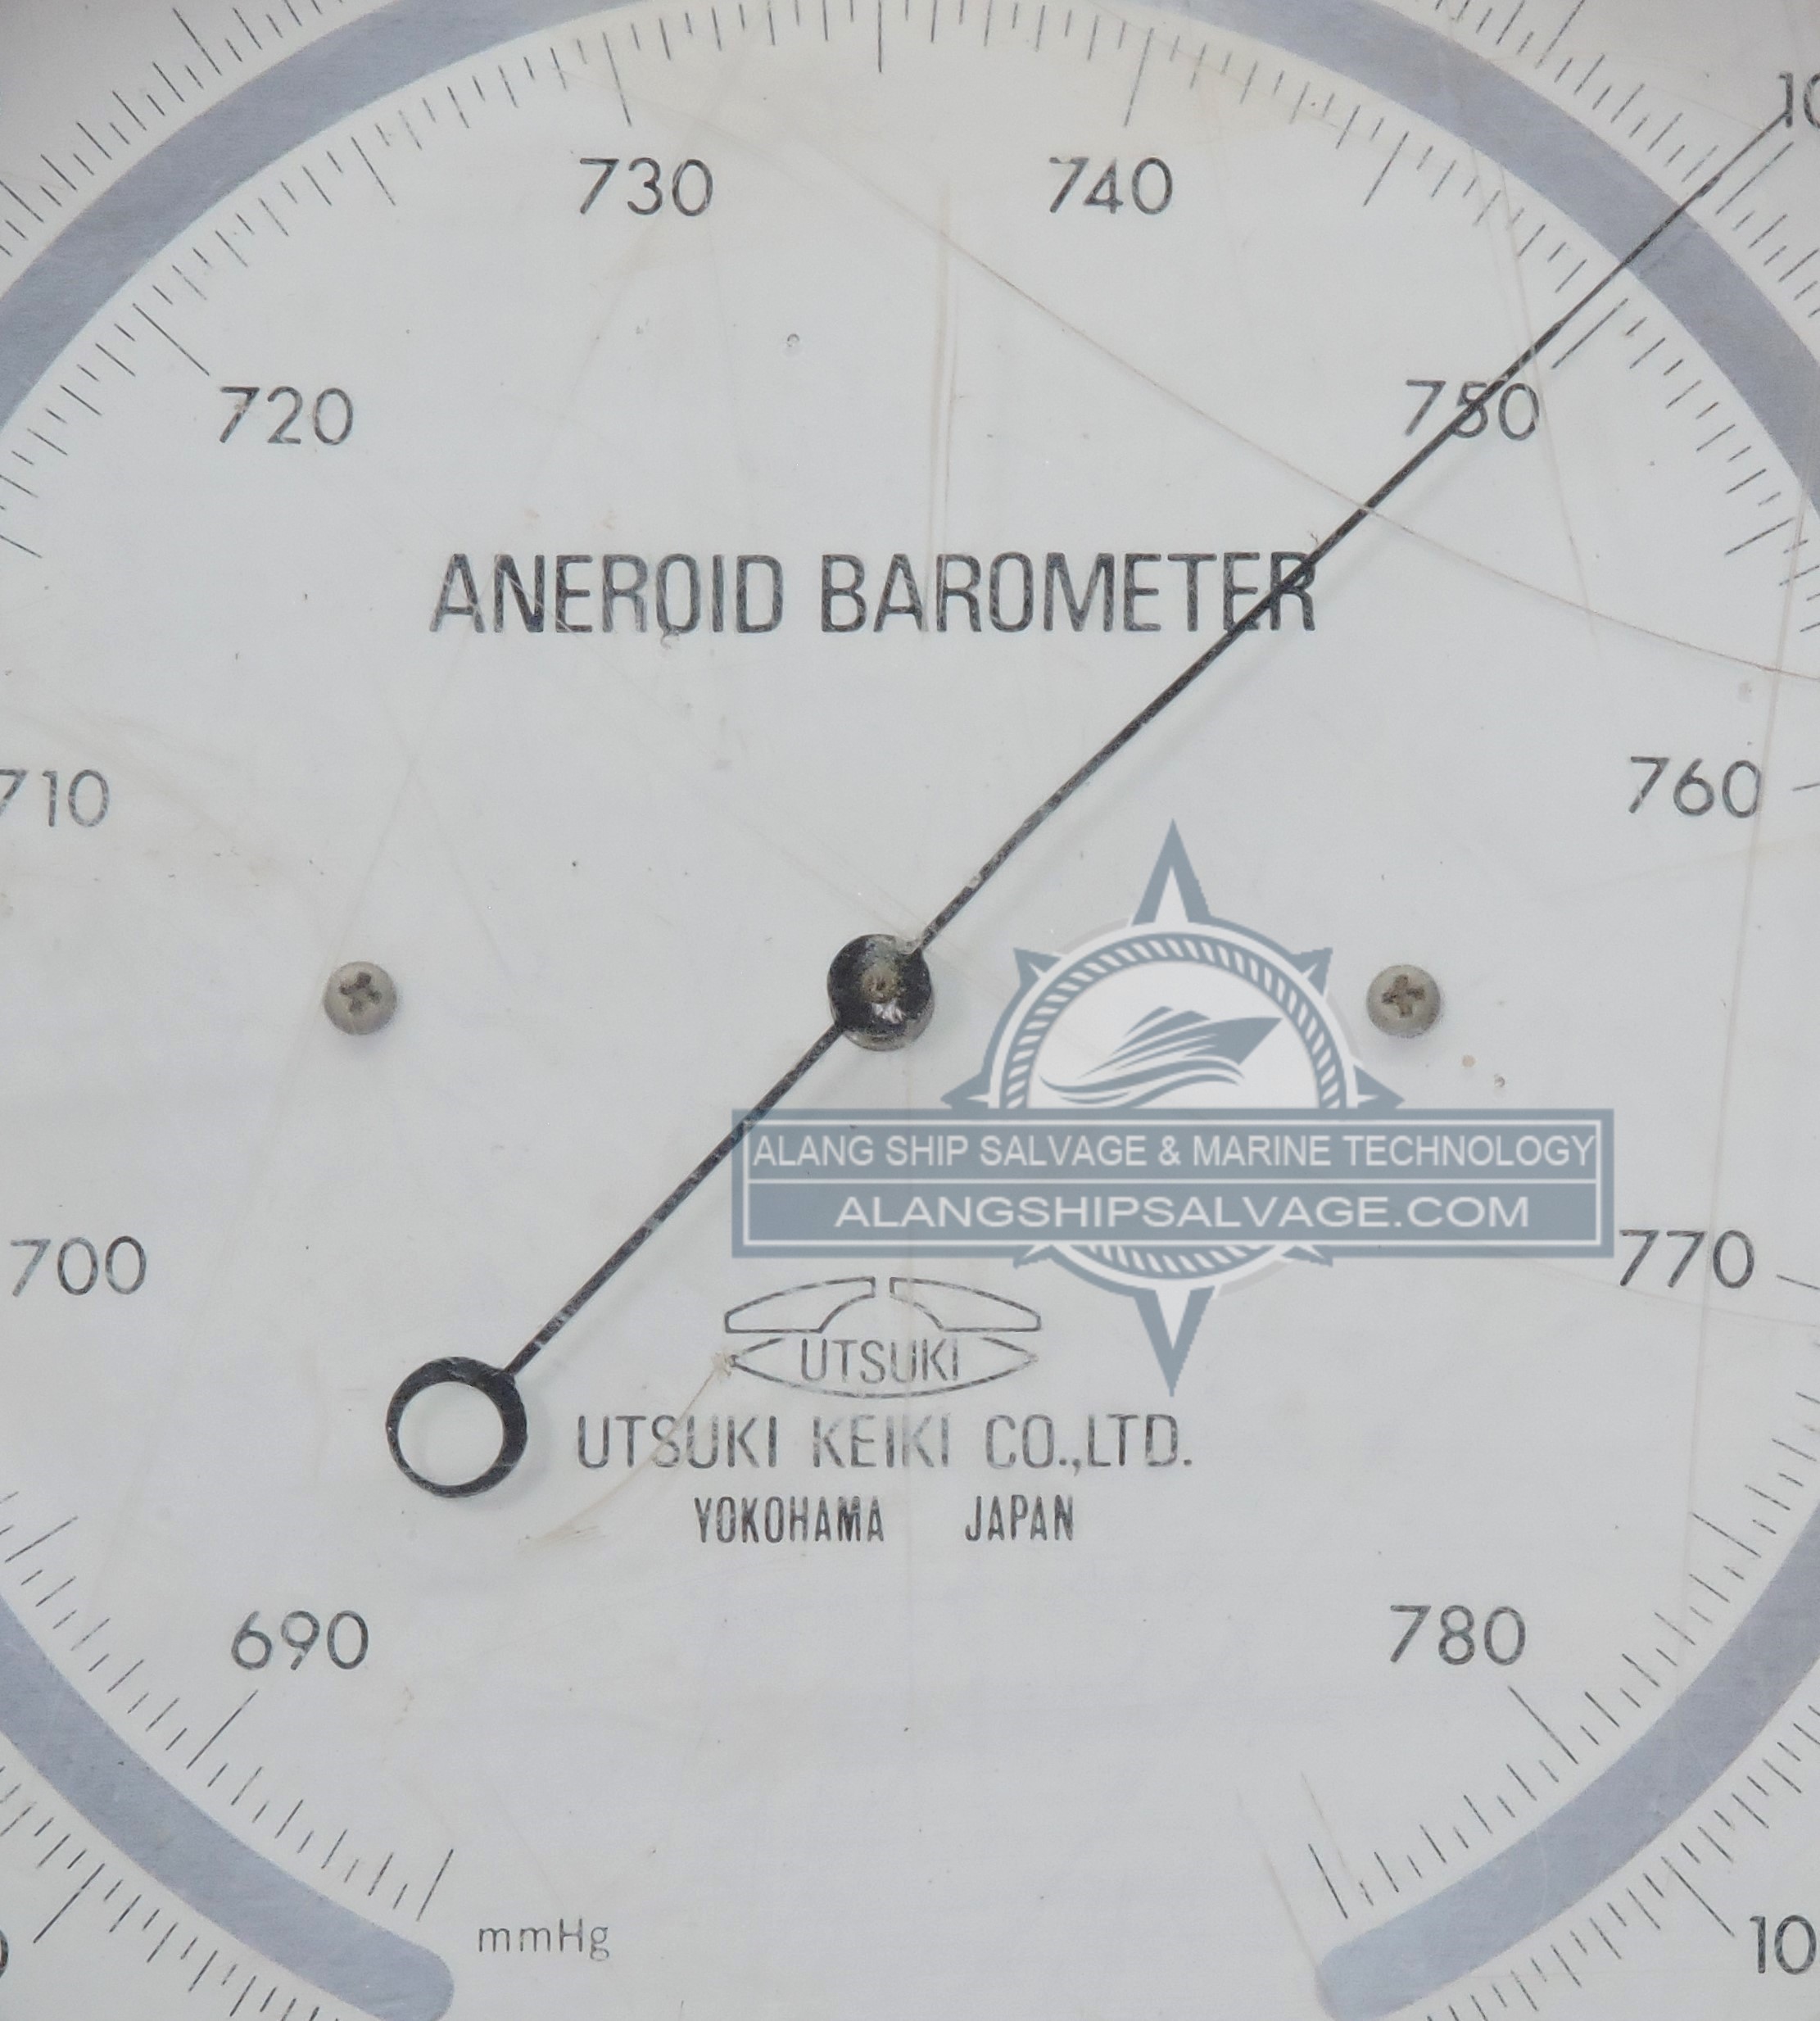 730 740
720 750
ANEROID BAROMETER
710 760
ALANG SHIP SALVAGE & MARINE TECHNOLOGY
ALANGSHIPSALVAGE.COM
700 770
UTSUKI
UTSUKI KEIKI CO.,LTD.
YOKOHAMA JAPAN
690 780
mmHg